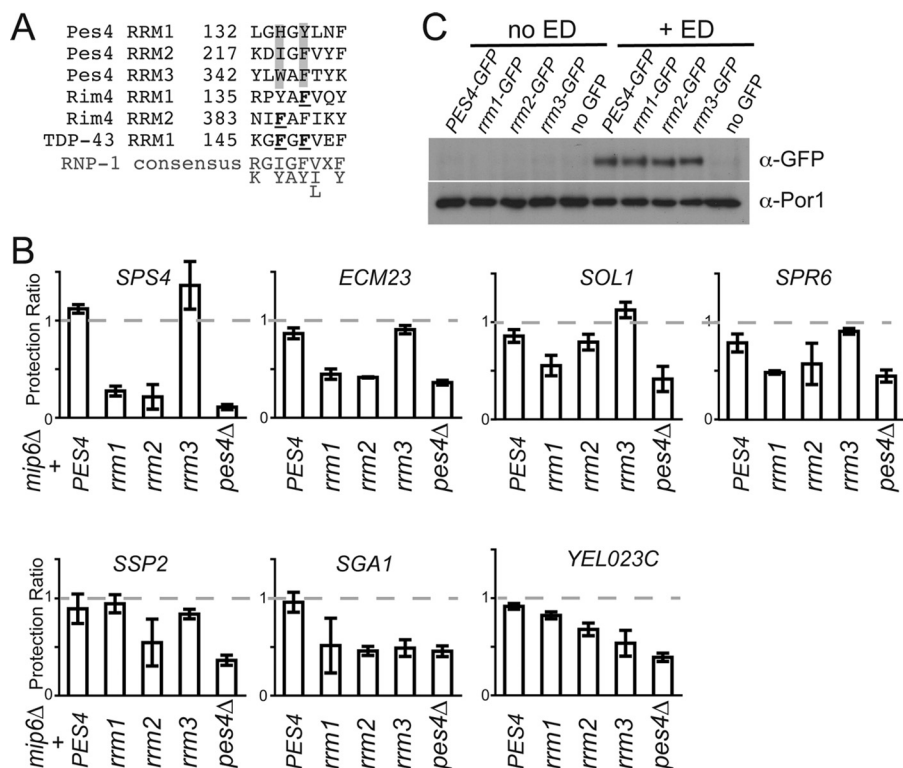 A
Pes4 RRM1 132 LGHGYLNF
Pes4 RRM2 217 KDIGFVYF
Pes4 RRM3 342 YLWAFTYK
Rim4 RRM1 135 RPYAFVQY
Rim4 RRM2 383 NIFAFIKY
TDP-43 RRM1 145 KGFGFVEF
RNP-1 consensus RGIGFVXF
K YAYI Y
L
C
no ED + ED
PES4-GFP rrm1-GFP rrm2-GFP rrm3-GFP no GFP PES4-GFP rrm1-GFP rrm2-GFP rrm3-GFP no GFP
α-GFP
α-Por1
B
SPS4
Protection Ratio
1
0
mip6Δ + PES4 rrm1 rrm2 rrm3 pes4Δ
ECM23
1
0
PES4 rrm1 rrm2 rrm3 pes4Δ
SOL1
1
0
PES4 rrm1 rrm2 rrm3 pes4Δ
SPR6
1
0
PES4 rrm1 rrm2 rrm3 pes4Δ
SSP2
Protection Ratio
1
0
mip6Δ + PES4 rrm1 rrm2 rrm3 pes4Δ
SGA1
1
0
PES4 rrm1 rrm2 rrm3 pes4Δ
YEL023C
1
0
PES4 rrm1 rrm2 rrm3 pes4Δ